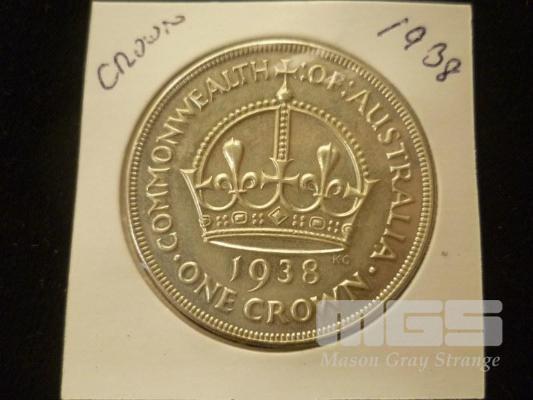 CROWN
1938
COMMONWEALTH OF AUSTRALIA
1938
KG
ONE CROWN
MGS
Mason Gray Strange